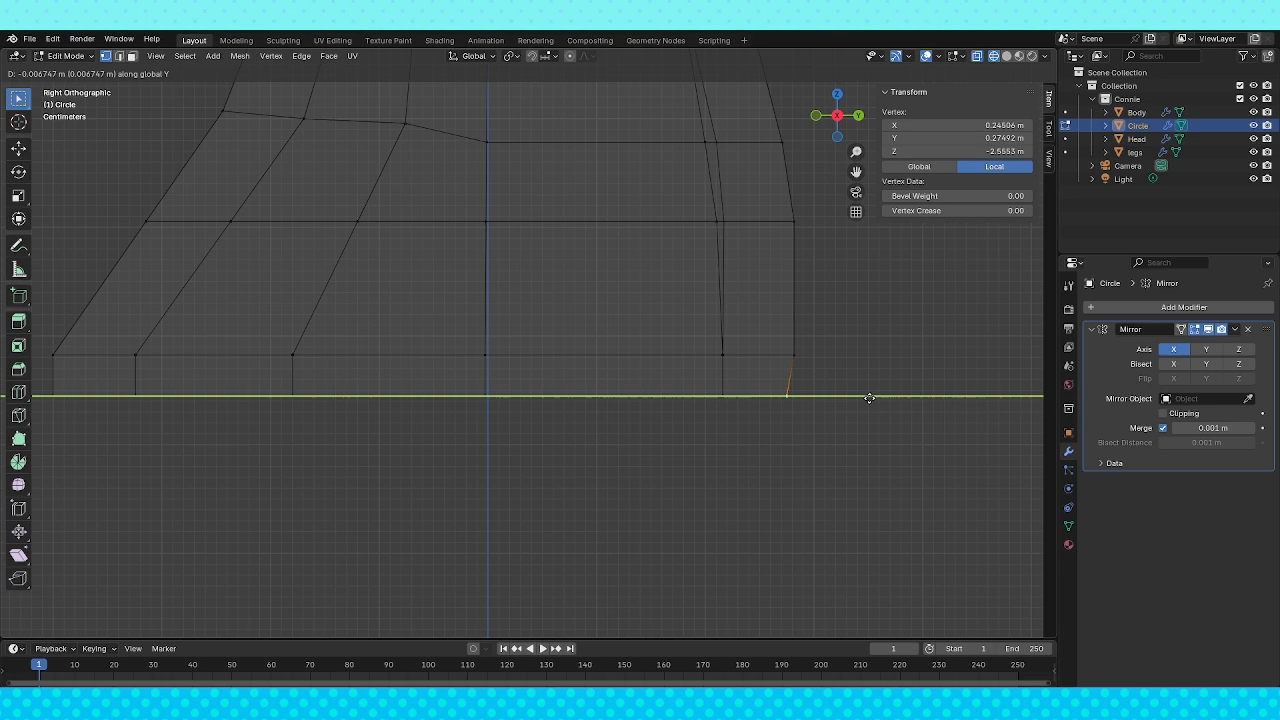 File Edit Render Window Help Layout Modeling Sculpting UV Editing Texture Paint Shading Animation Rendering Compositing Geometry Nodes Scripting + Scene ViewLayer
Edit Mode View Select Add Mesh Vertex Edge Face UV Global Search
D: -0.006747 m (0.006747 m) along global Y
Right Orthographic
(1) Circle
Centimeters
Transform
Vertex:
X 0.24506 m
Y 0.27492 m
Z -2.5553 m
Global Local
Vertex Data:
Bevel Weight 0.00
Vertex Crease 0.00
Item
Tool
View
Z
Y
X
Scene Collection
Collection
Connie
Body
Circle
Head
legs
Camera
Light
Search
Circle Mirror
Add Modifier
Mirror
Axis X Y Z
Bisect X Y Z
Flip X Y Z
Mirror Object Object
Clipping
Merge 0.001 m
Bisect Distance 0.001 m
Data
Playback Keying View Marker 1 Start 1 End 250
1 10 20 30 40 50 60 70 80 90 100 110 120 130 140 150 160 170 180 190 200 210 220 230 240 250